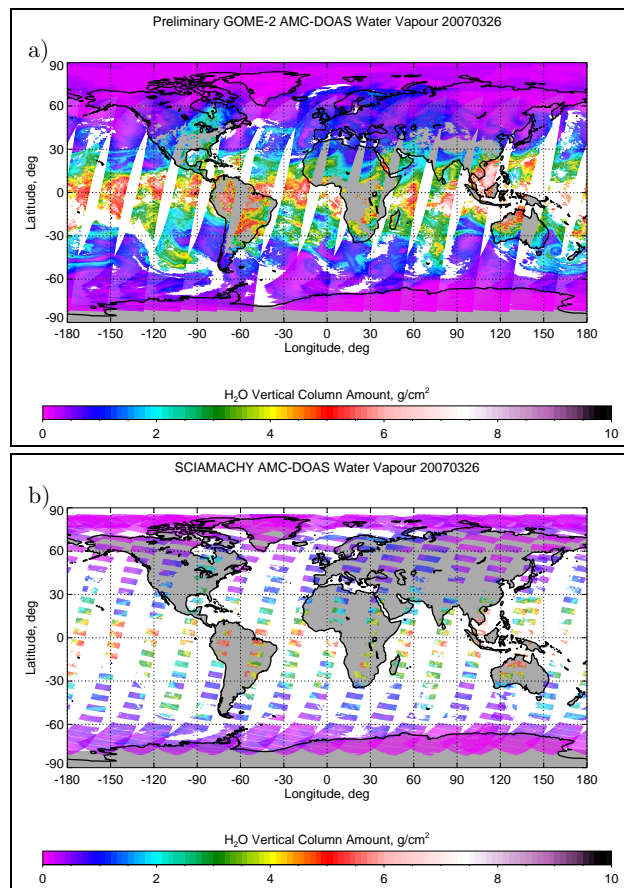 Preliminary GOME-2 AMC-DOAS Water Vapour 20070326
a)
90
60
30
0
-30
-60
-90
Latitude, deg
-180 -150 -120 -90 -60 -30 0 30 60 90 120 150 180
Longitude, deg
H₂O Vertical Column Amount, g/cm²
0 2 4 6 8 10
SCIAMACHY AMC-DOAS Water Vapour 20070326
b)
90
60
30
0
-30
-60
-90
Latitude, deg
-180 -150 -120 -90 -60 -30 0 30 60 90 120 150 180
Longitude, deg
H₂O Vertical Column Amount, g/cm²
0 2 4 6 8 10